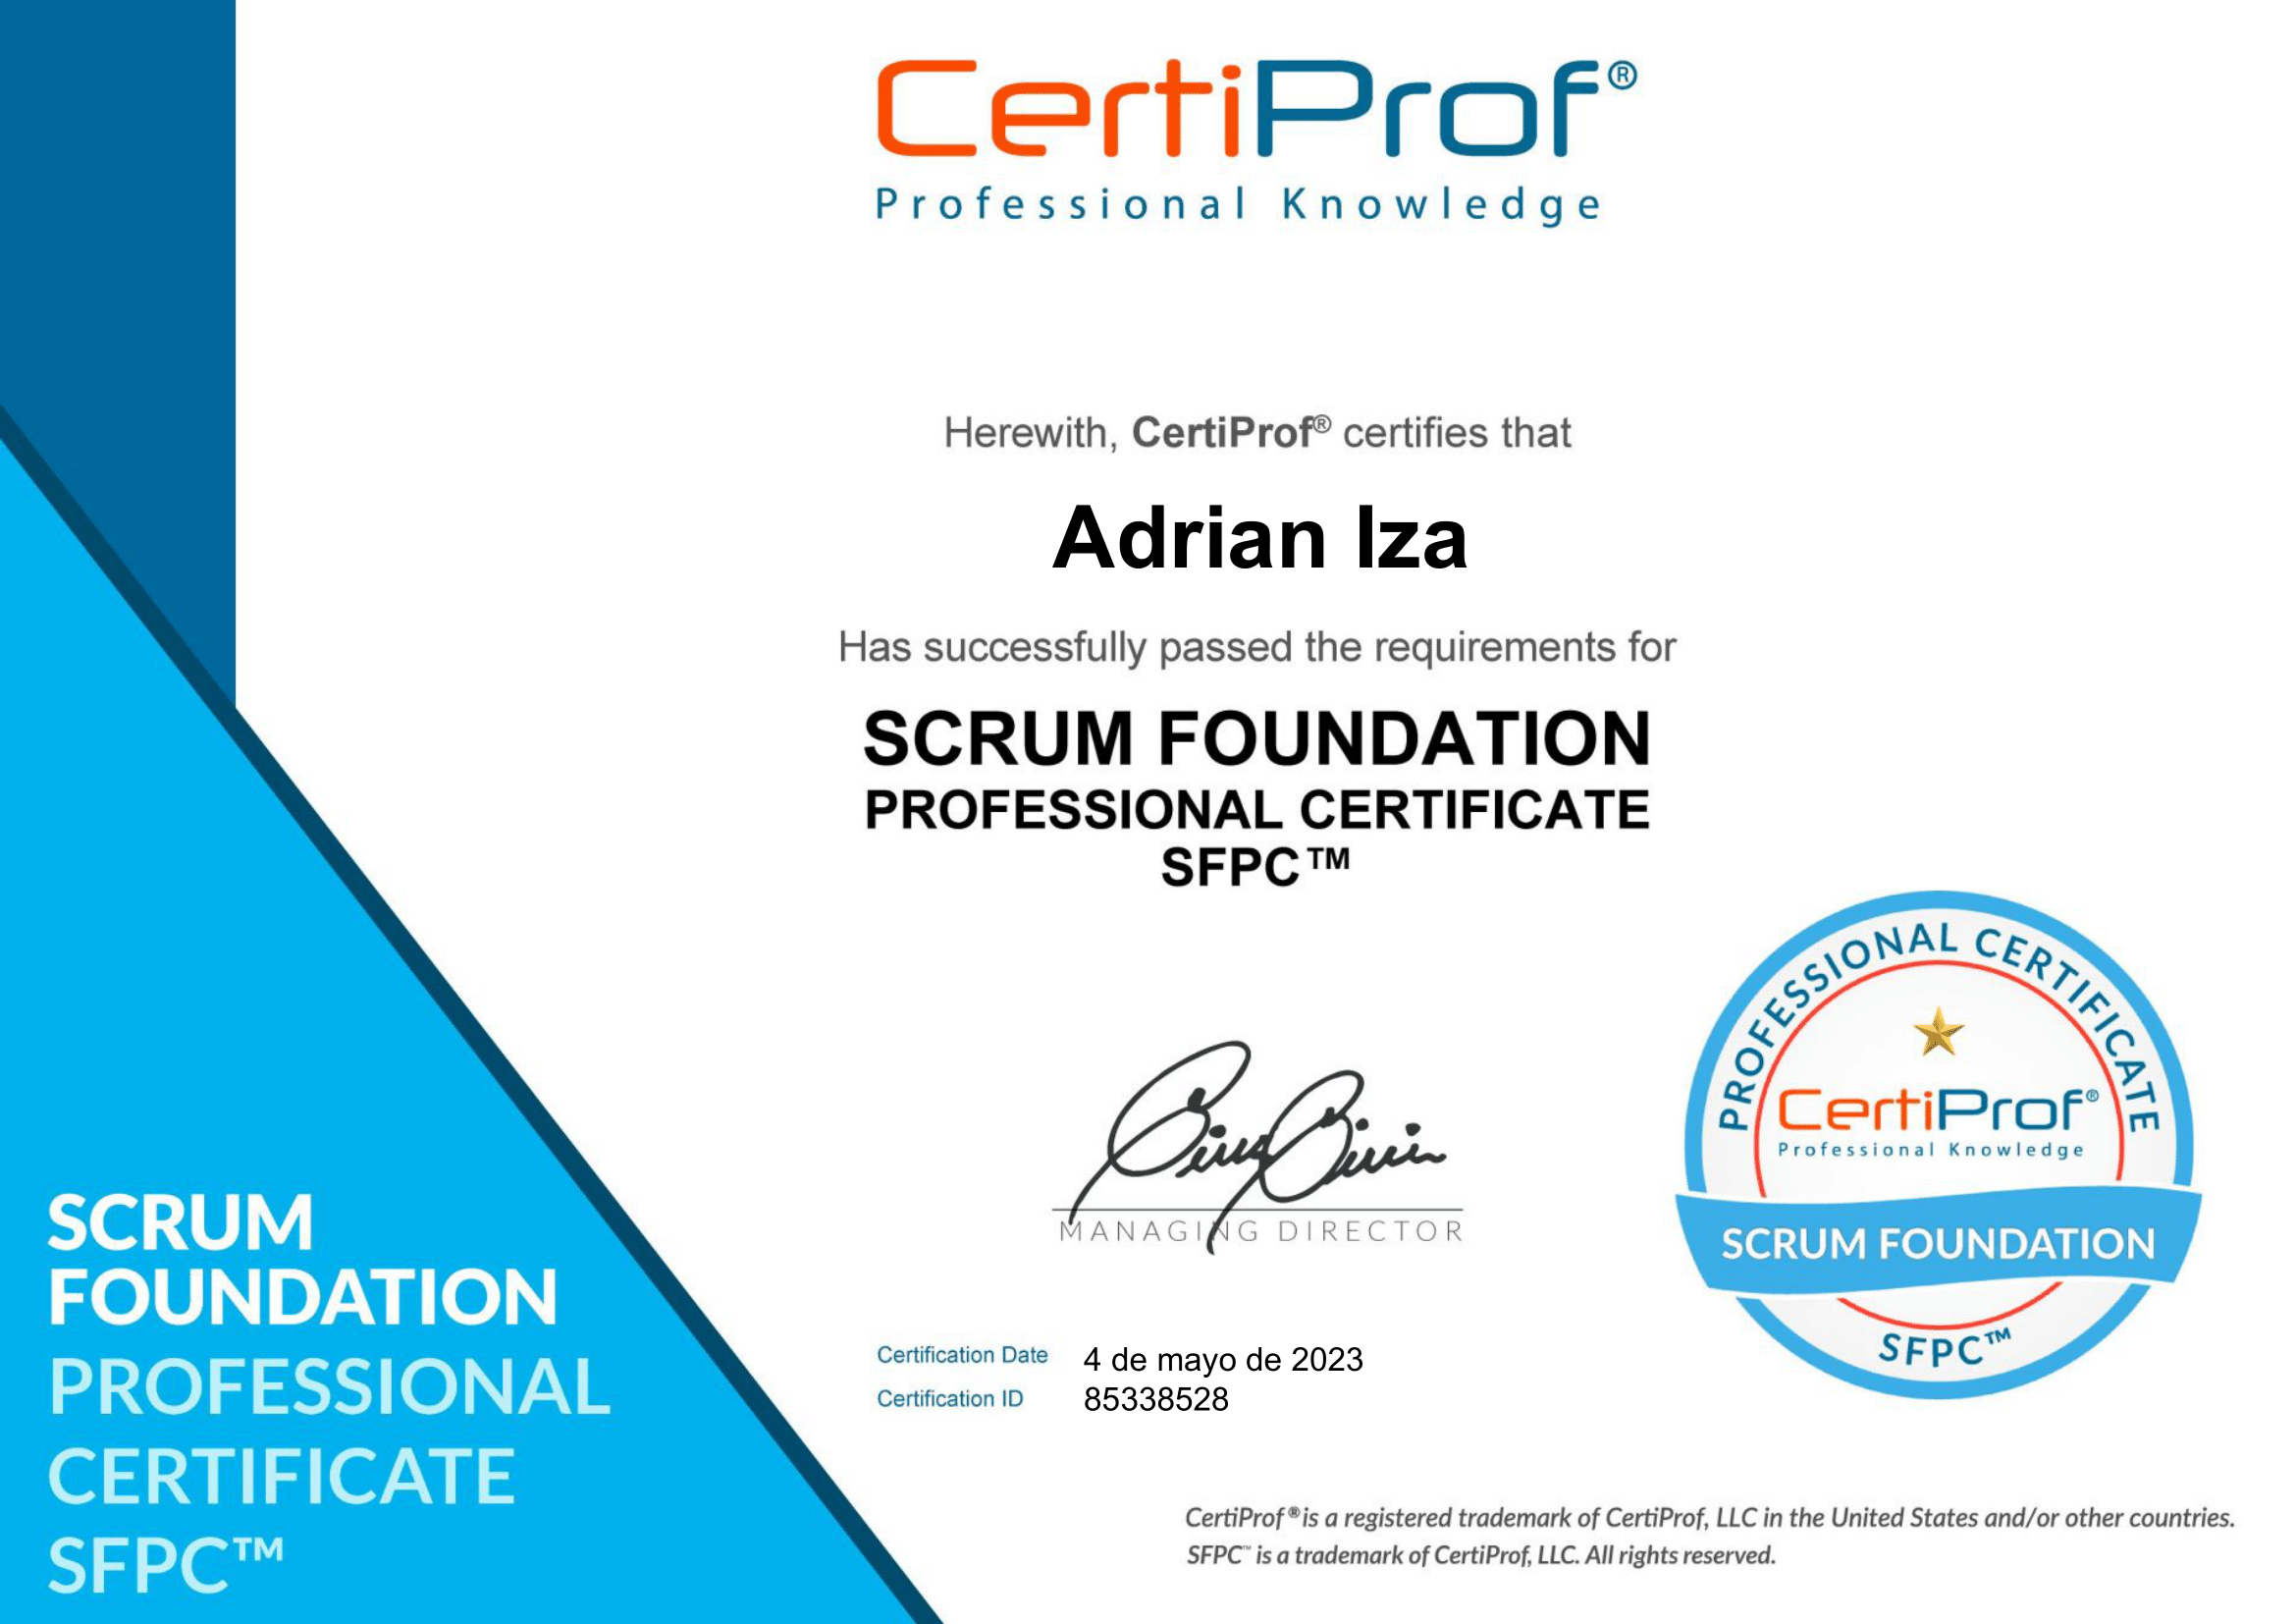 CertiProf®
Professional Knowledge
Herewith, CertiProf® certifies that
Adrian Iza
Has successfully passed the requirements for
SCRUM FOUNDATION
PROFESSIONAL CERTIFICATE
SFPC™
MANAGING DIRECTOR
Certification Date 4 de mayo de 2023
Certification ID 85338528
PROFESSIONAL CERTIFICATE
CertiProf®
Professional Knowledge
SCRUM FOUNDATION
SFPC™
SCRUM
FOUNDATION
PROFESSIONAL
CERTIFICATE
SFPC™
CertiProf® is a registered trademark of CertiProf, LLC in the United States and/or other countries.
SFPC™ is a trademark of CertiProf, LLC. All rights reserved.